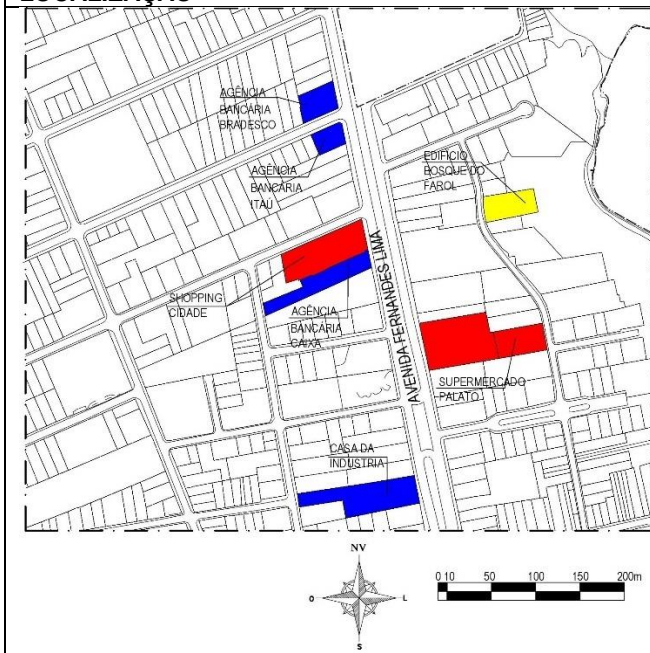 LOCALIZAÇÃO
AGÊNCIA
BANCÁRIA
BRADESCO
AGÊNCIA
BANCÁRIA
ITAÚ
EDIFÍCIO
BOSQUE DO
FAROL
AVENIDA FERNANDES LIMA
SHOPPING
CIDADE
AGÊNCIA
BANCÁRIA
CAIXA
SUPERMERCADO
PALATO
CASA DA
INDÚSTRIA
NV
O
L
S
0 10 50 100 150 200m